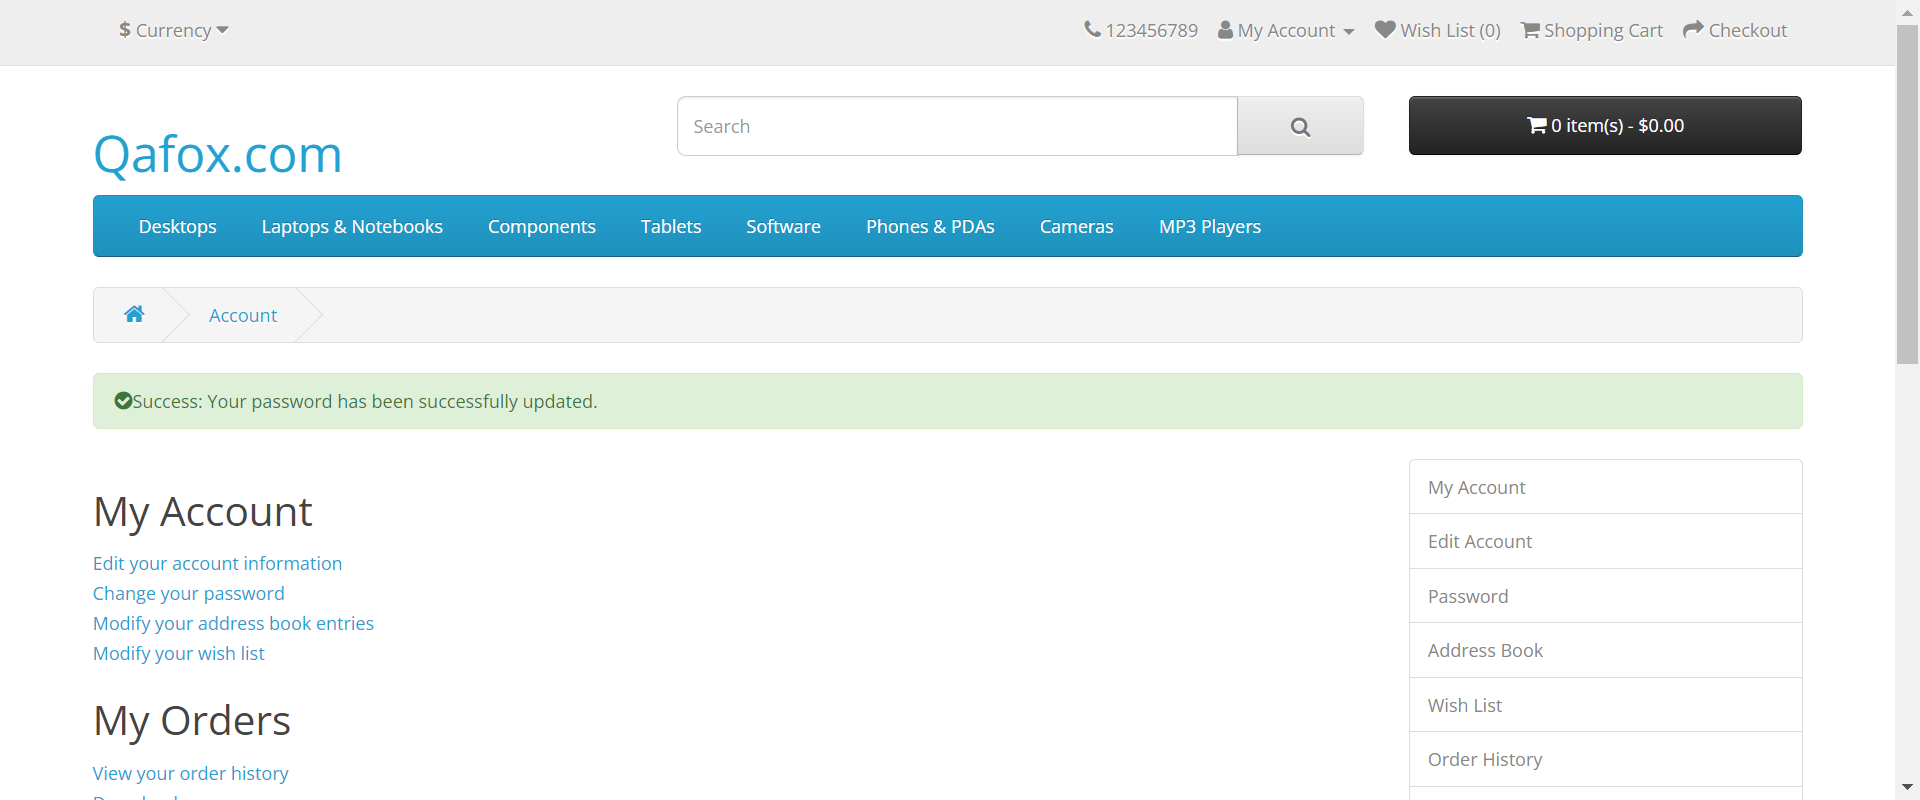 $ Currency
123456789 My Account Wish List (0) Shopping Cart Checkout
Qafox.com
Search
0 item(s) - $0.00
Desktops Laptops & Notebooks Components Tablets Software Phones & PDAs Cameras MP3 Players
Account
Success: Your password has been successfully updated.
My Account
Edit your account information
Change your password
Modify your address book entries
Modify your wish list
My Orders
View your order history
My Account
Edit Account
Password
Address Book
Wish List
Order History